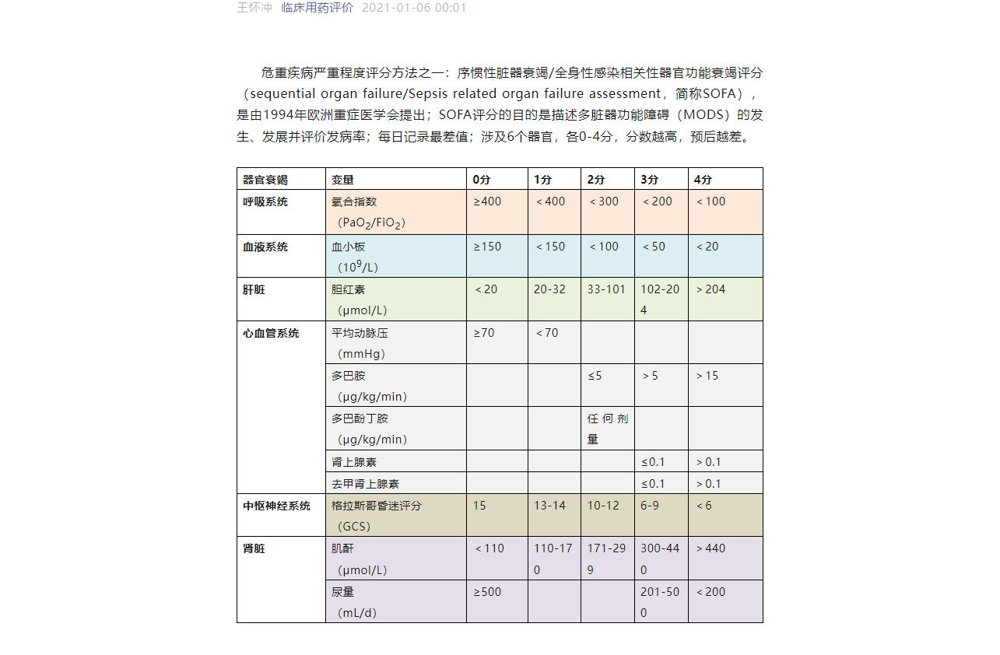 王怀冲 临床用药评价 2021-01-06 00:01
危重疾病严重程度评分方法之一：序惯性脏器衰竭/全身性感染相关性器官功能衰竭评分
（sequential organ failure/Sepsis related organ failure assessment，简称SOFA），
是由1994年欧洲重症医学会提出；SOFA评分的目的是描述多脏器功能障碍（MODS）的发
生、发展并评价发病率；每日记录最差值；涉及6个器官，各0-4分，分数越高，预后越差。
器官衰竭 变量 0分 1分 2分 3分 4分
呼吸系统 氧合指数 ≥400 ＜400 ＜300 ＜200 ＜100
（PaO2/FiO2）
血液系统 血小板 ≥150 ＜150 ＜100 ＜50 ＜20
（10⁹/L）
肝脏 胆红素 ＜20 20-32 33-101 102-20
（μmol/L） 4
＞204
心血管系统 平均动脉压 ≥70 ＜70
（mmHg）
多巴胺 ≤5 ＞5 ＞15
（μg/kg/min）
多巴酚丁胺 任何剂
（μg/kg/min） 量
肾上腺素 ≤0.1 ＞0.1
去甲肾上腺素 ≤0.1 ＞0.1
中枢神经系统 格拉斯哥昏迷评分 15 13-14 10-12 6-9 ＜6
（GCS）
肾脏 肌酐 ＜110 110-17 171-29 300-44 ＞440
（μmol/L） 0 9 0
尿量 ≥500 201-50 ＜200
（mL/d） 0